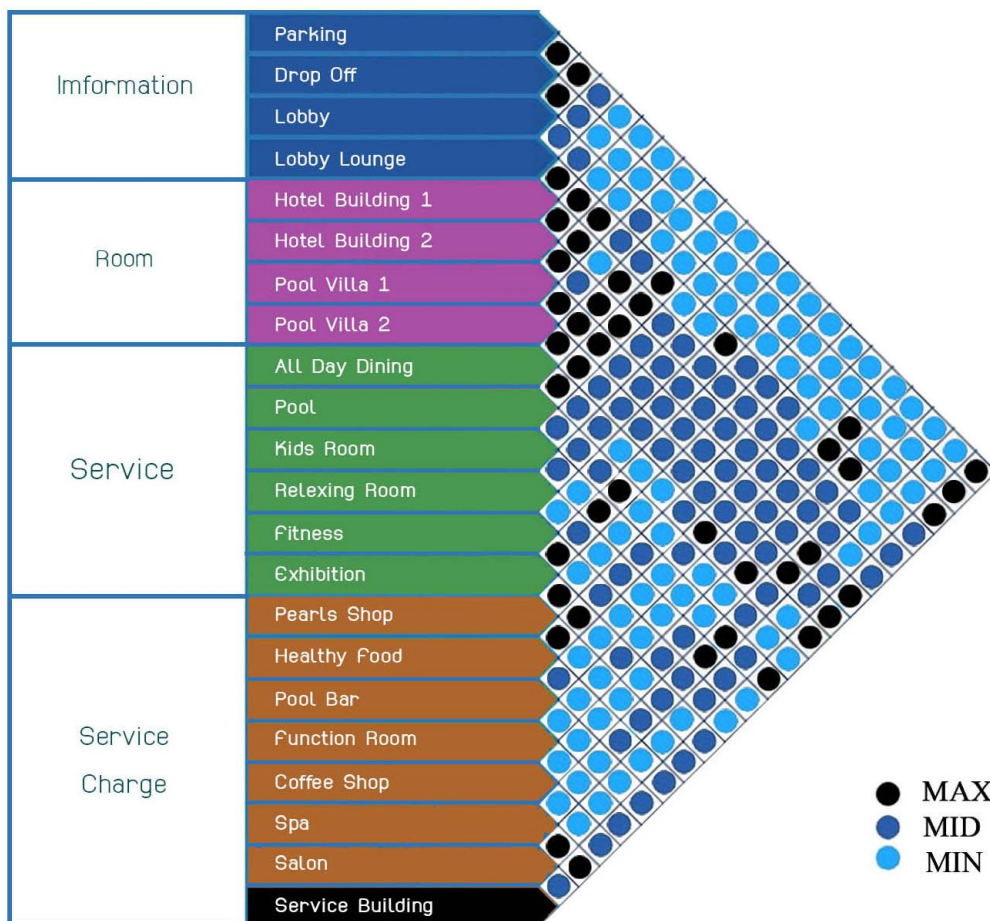 Imformation
Parking
Drop Off
Lobby
Lobby Lounge
Room
Hotel Building 1
Hotel Building 2
Pool Villa 1
Pool Villa 2
Service
All Day Dining
Pool
Kids Room
Relexing Room
Fitness
Exhibition
Service
Charge
Pearls Shop
Healthy Food
Pool Bar
Function Room
Coffee Shop
Spa
Salon
Service Building
MAX
MID
MIN